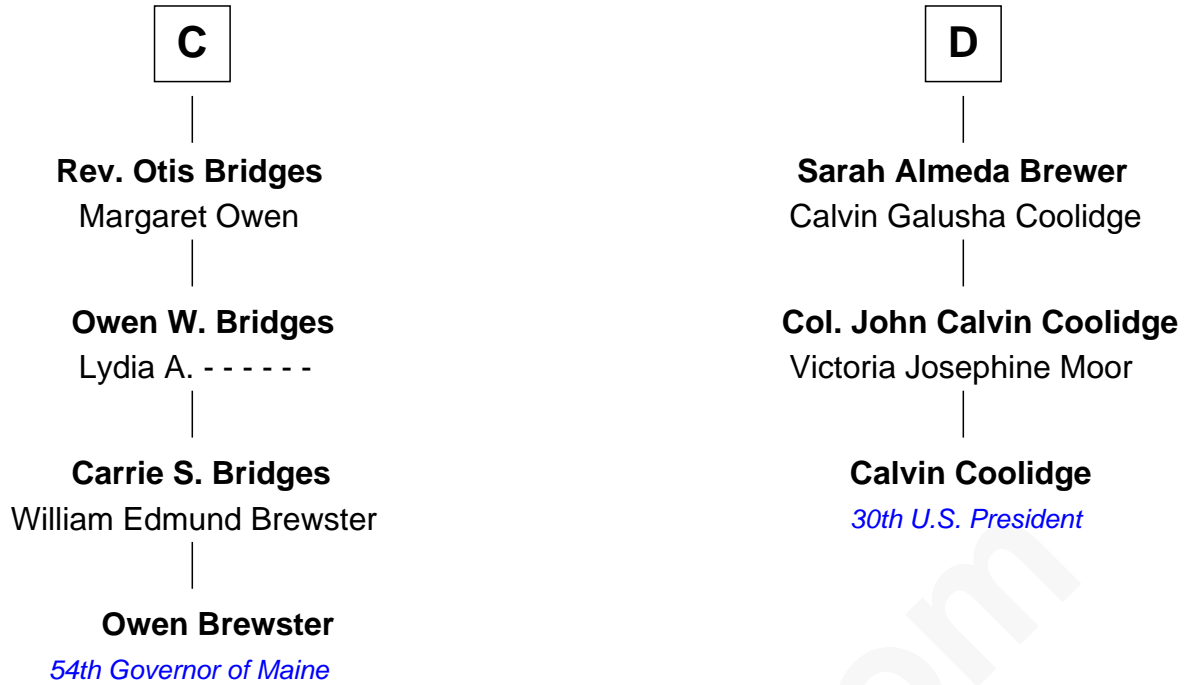 C
Rev. Otis Bridges
Margaret Owen
Owen W. Bridges
Lydia A. - - - - - -
Carrie S. Bridges
William Edmund Brewster
Owen Brewster
54th Governor of Maine
D
Sarah Almeda Brewer
Calvin Galusha Coolidge
Col. John Calvin Coolidge
Victoria Josephine Moor
Calvin Coolidge
30th U.S. President
om